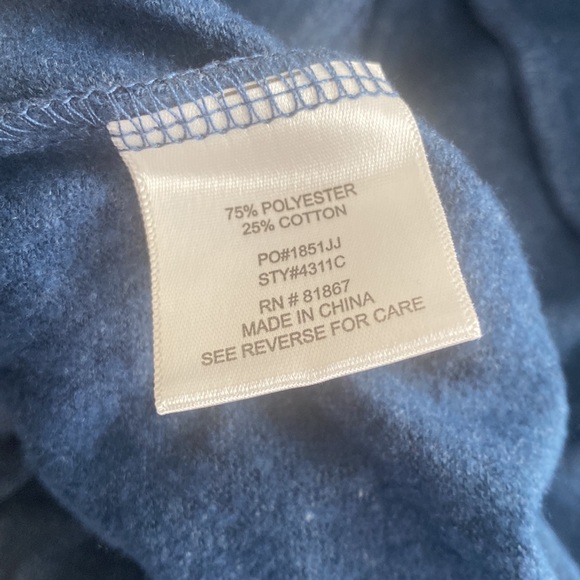 75% POLYESTER
25% COTTON
PO#1851JJ
STY#4311C
RN # 81867
MADE IN CHINA
SEE REVERSE FOR CARE